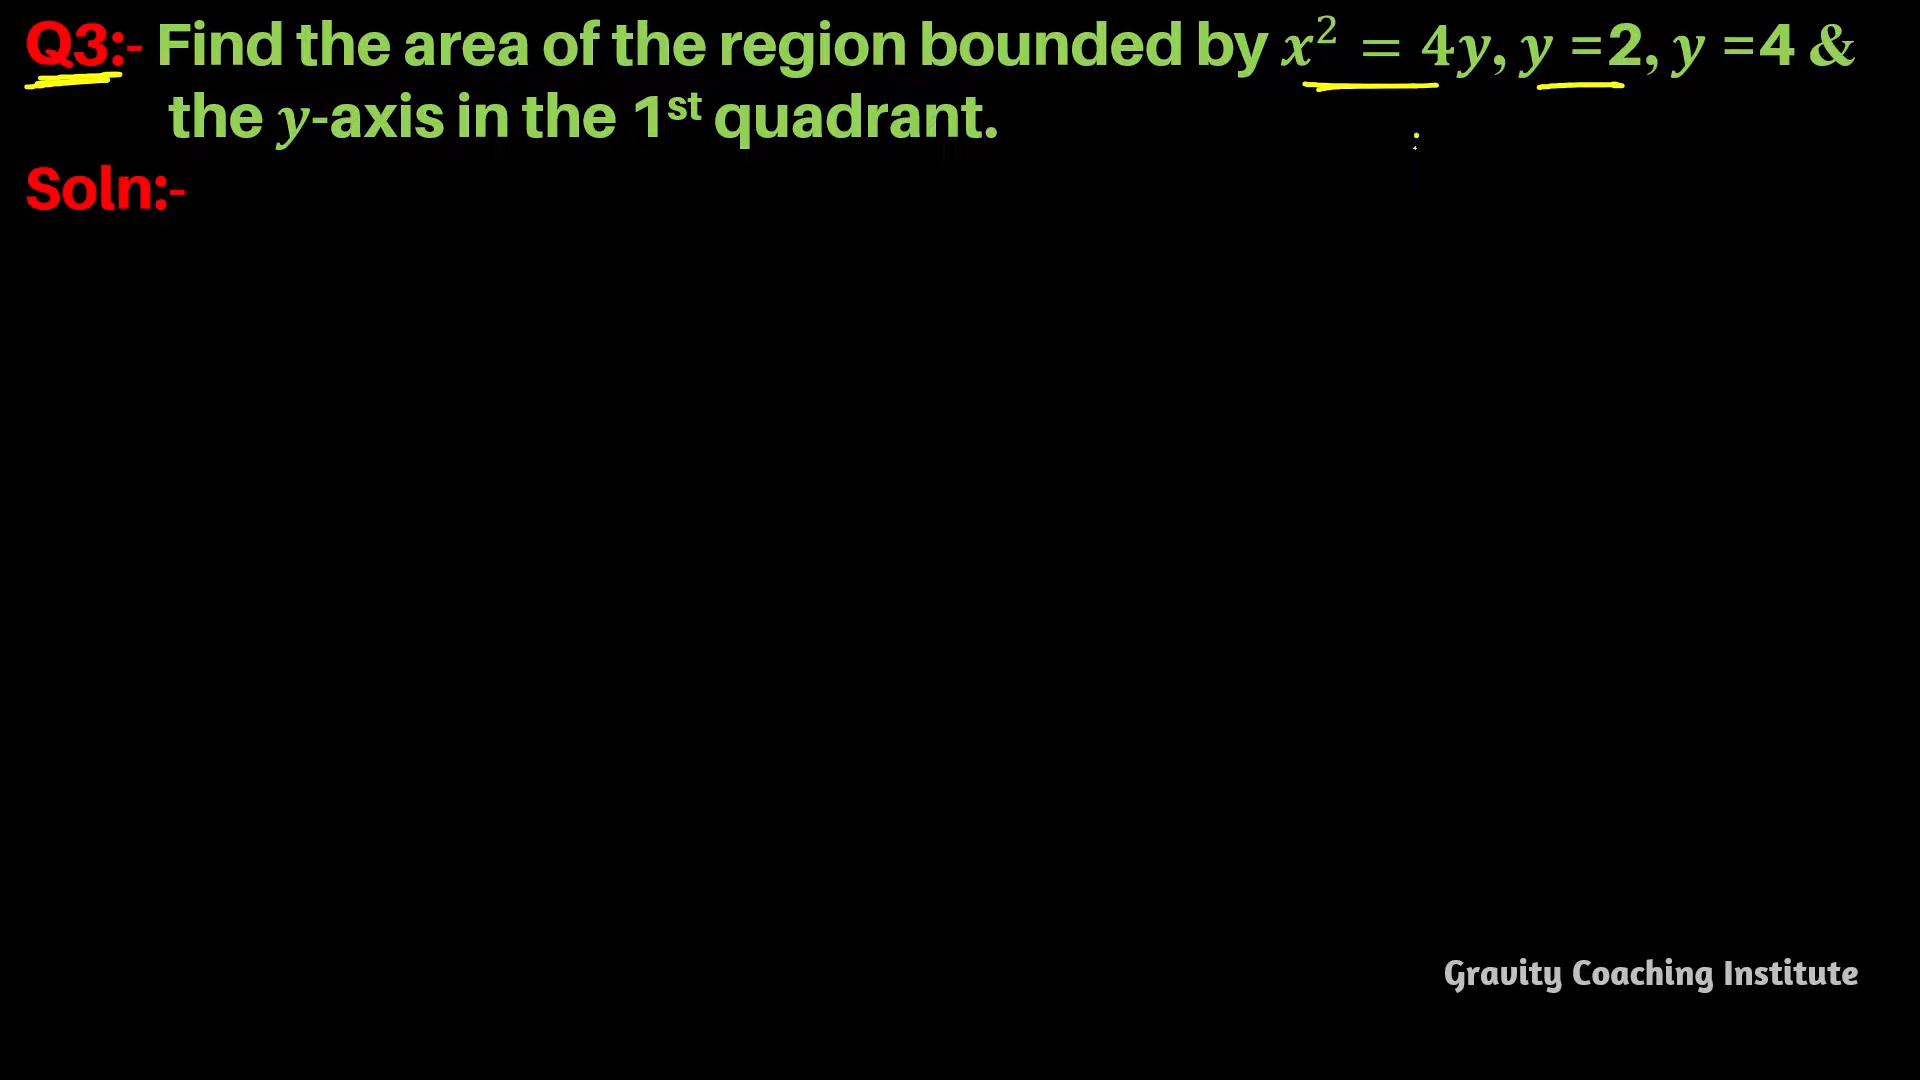 Q3:- Find the area of the region bounded by x² = 4y, y =2, y =4 &
the y-axis in the 1st quadrant.
Soln:-
Gravity Coaching Institute